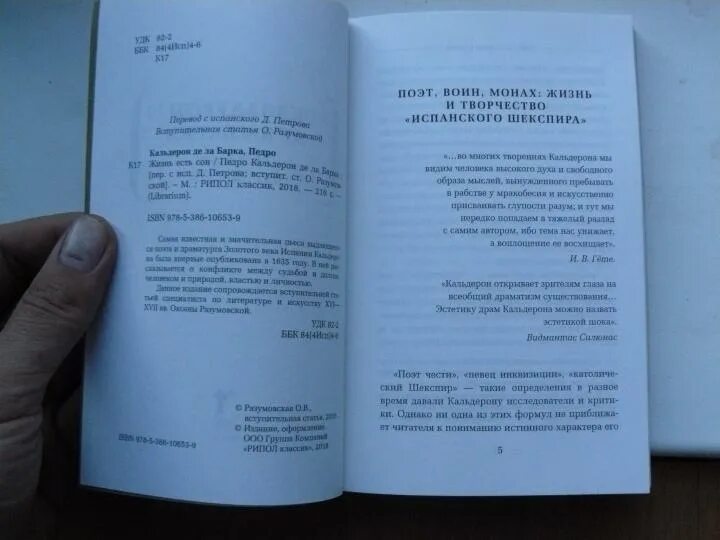 УДК 82-2
ББК 84(4Исп)4-6
К17
Перевод с испанского Д. Петрова
Вступительная статья О. Разумовской
Кальдерон де ла Барка, Педро
К17 Жизнь есть сон / Педро Кальдерон де ла Барка ;
[пер. с исп. Д. Петрова; вступит. ст. О. Разумов-
ской]. – М. : РИПОЛ классик, 2018. — 216 с. –
(Librarium).
ISBN 978-5-386-10653-9
Самая известная и значительная пьеса выдающего-
ся поэта и драматурга Золотого века Испании Кальдеро-
на была впервые опубликована в 1635 году. В ней рас-
сказывается о конфликте между судьбой и долгом,
человеком и природой, властью и личностью.
Данное издание сопровождается вступительной ста-
тьей специалиста по литературе и искусству XVI–
XVII вв. Оксаны Разумовской.
УДК 82-2
ББК 84(4Исп)4-6
© Разумовская О.В.,
вступительная статья, 2018
© Издание, оформление.
ООО Группа Компаний
«РИПОЛ классик», 2018
ISBN 978-5-386-10653-9
ПОЭТ, ВОИН, МОНАХ: ЖИЗНЬ
И ТВОРЧЕСТВО
«ИСПАНСКОГО ШЕКСПИРА»
«...во многих творениях Кальдерона мы
видим человека высокого духа и свободного
образа мыслей, вынужденного пребывать
в рабстве у мракобесия и искусственно
присваивать глупости разум; и тут мы
нередко попадаем в тяжелый разлад
с самим автором, ибо тема нас унижает,
а воплощение ее восхищает».
И. В. Гёте.
«Кальдерон открывает зрителям глаза на
всеобщий драматизм существования...
Эстетику драм Кальдерона можно назвать
эстетикой шока».
Видмантас Силюнас
«Поэт чести», «певец инквизиции», «католиче-
ский Шекспир» — такие определения в разное
время давали Кальдерону исследователи и крити-
ки. Однако ни одна из этих формул не приближа-
ет читателя к пониманию истинного характера его
5